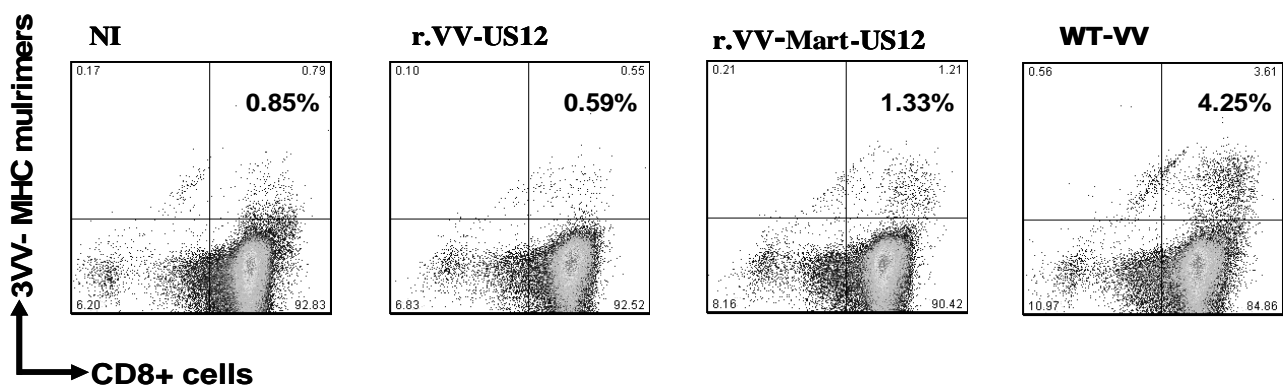 NI
r.VV-US12
r.VV-Mart-US12
WT-VV
0.17 0.79
0.85%
6.20 92.83
0.10 0.55
0.59%
6.83 92.52
0.21 1.21
1.33%
8.16 90.42
0.56 3.61
4.25%
10.97 84.86
3VV- MHC mulrimers
CD8+ cells